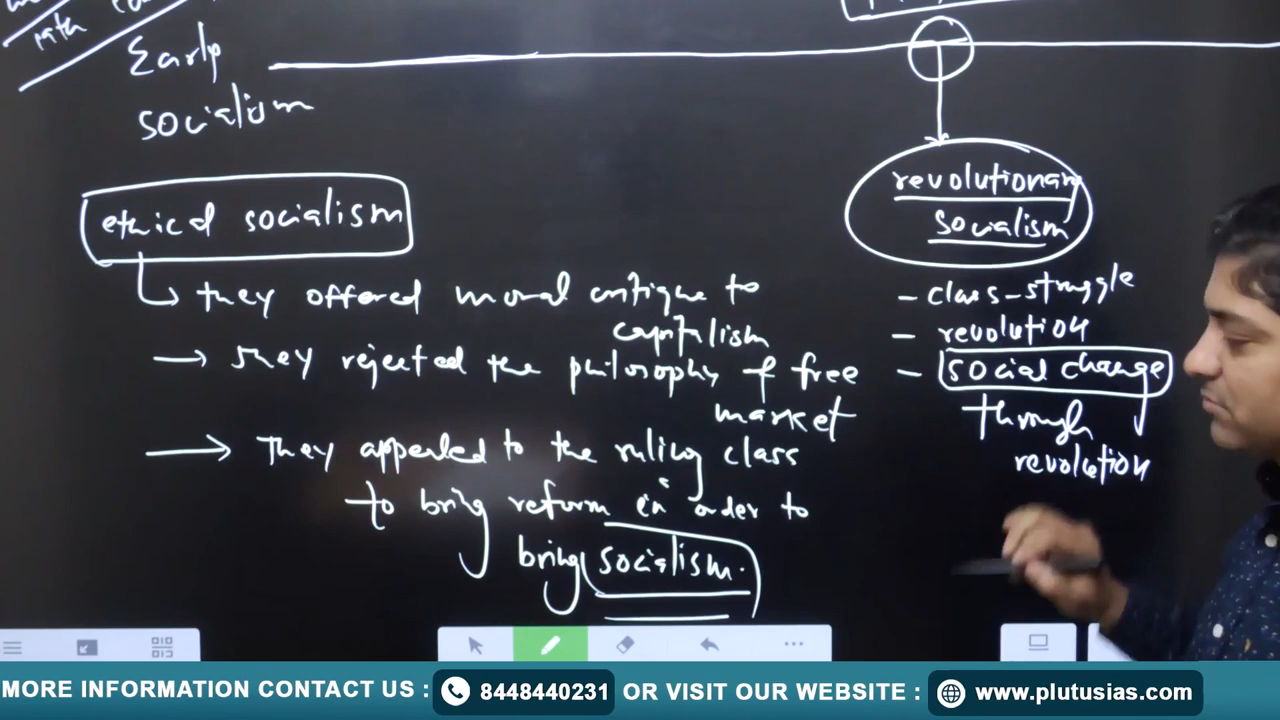 with
Early
socialism
ethical socialism
they offered moral critique to
capitalism
They rejected the philosophy of free
market
They appealed to the ruling class
to bring reform in order to
bring socialism.
revolutionary
socialism
- class-struggle
- revolution
- social change
through
revolution
MORE INFORMATION CONTACT US : 8448440231 OR VISIT OUR WEBSITE : www.plutusias.com